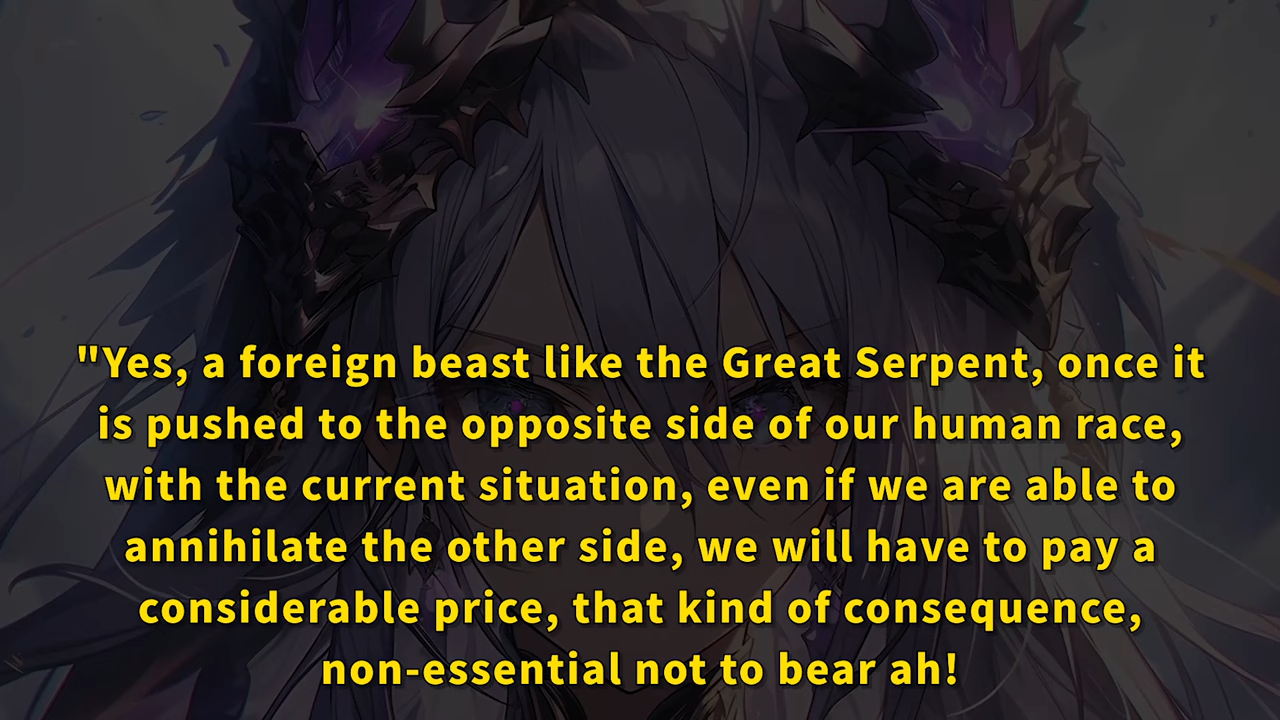 "Yes, a foreign beast like the Great Serpent, once it
is pushed to the opposite side of our human race,
with the current situation, even if we are able to
annihilate the other side, we will have to pay a
considerable price, that kind of consequence,
non-essential not to bear ah!